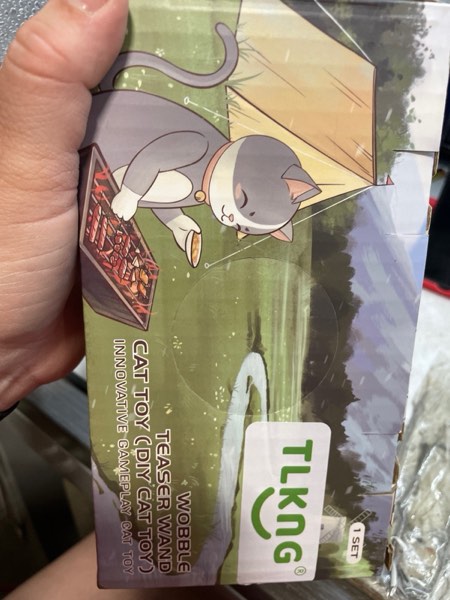 TLKNG®
1 SET
WOBBLE
TEASER WAND
CAT TOY (DIY CAT TOY)
INNOVATIVE GAMEPLAY CAT TOY